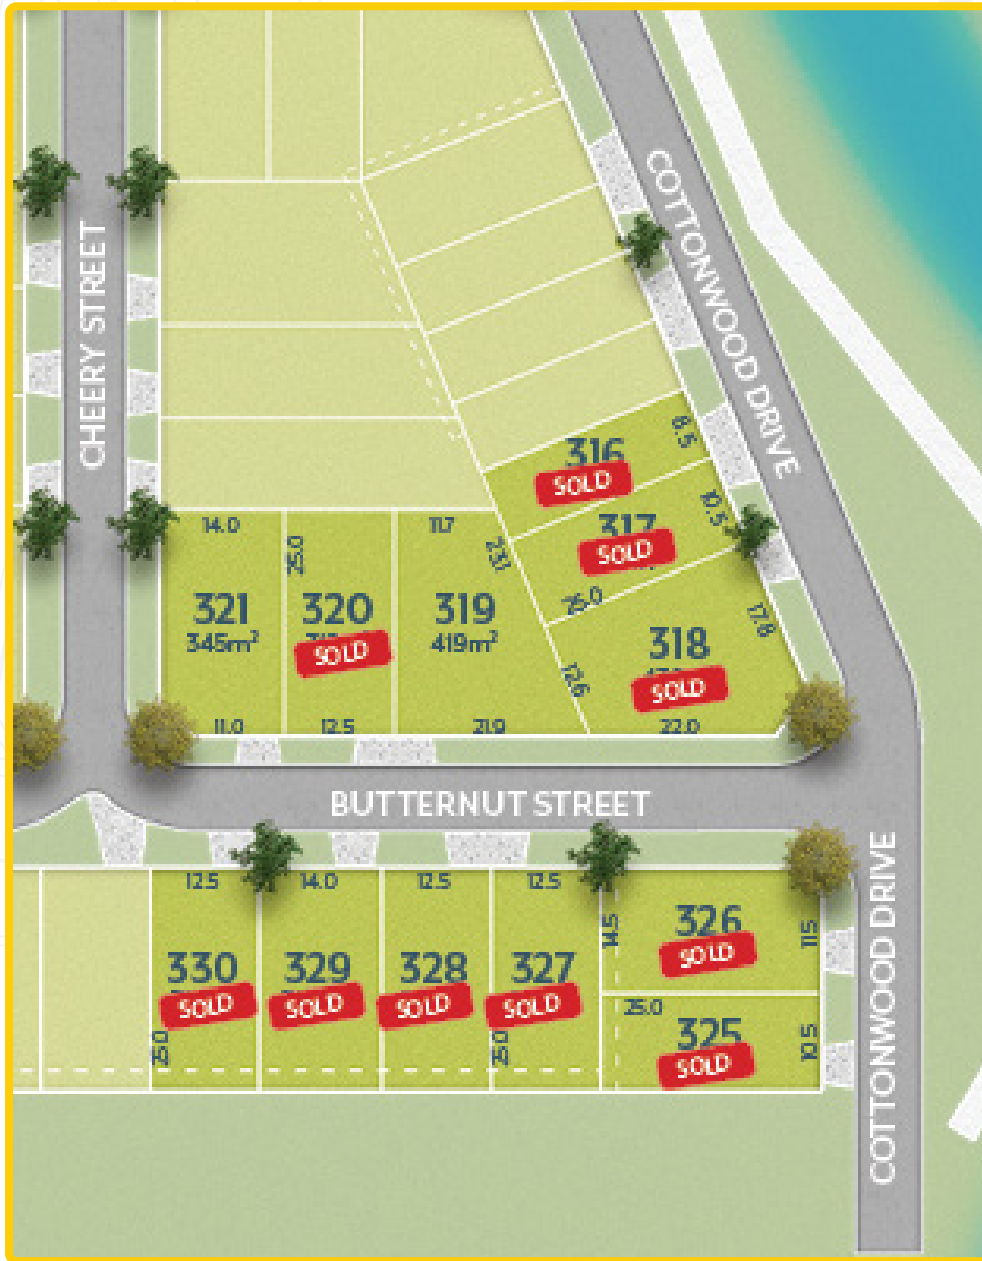 COTTONWOOD DRIVE
CHEERY STREET
316
SOLD
8.5
317
SOLD
10.5
25.0
318
SOLD
17.8
12.6
22.0
14.0
321
345m²
11.0
25.0
320
SOLD
12.5
11.7
23.1
319
419m²
21.9
BUTTERNUT STREET
12.5
14.0
12.5
12.5
330
SOLD
25.0
329
SOLD
328
SOLD
327
SOLD
25.0
14.5
326
SOLD
11.5
25.0
325
SOLD
10.5
COTTONWOOD DRIVE